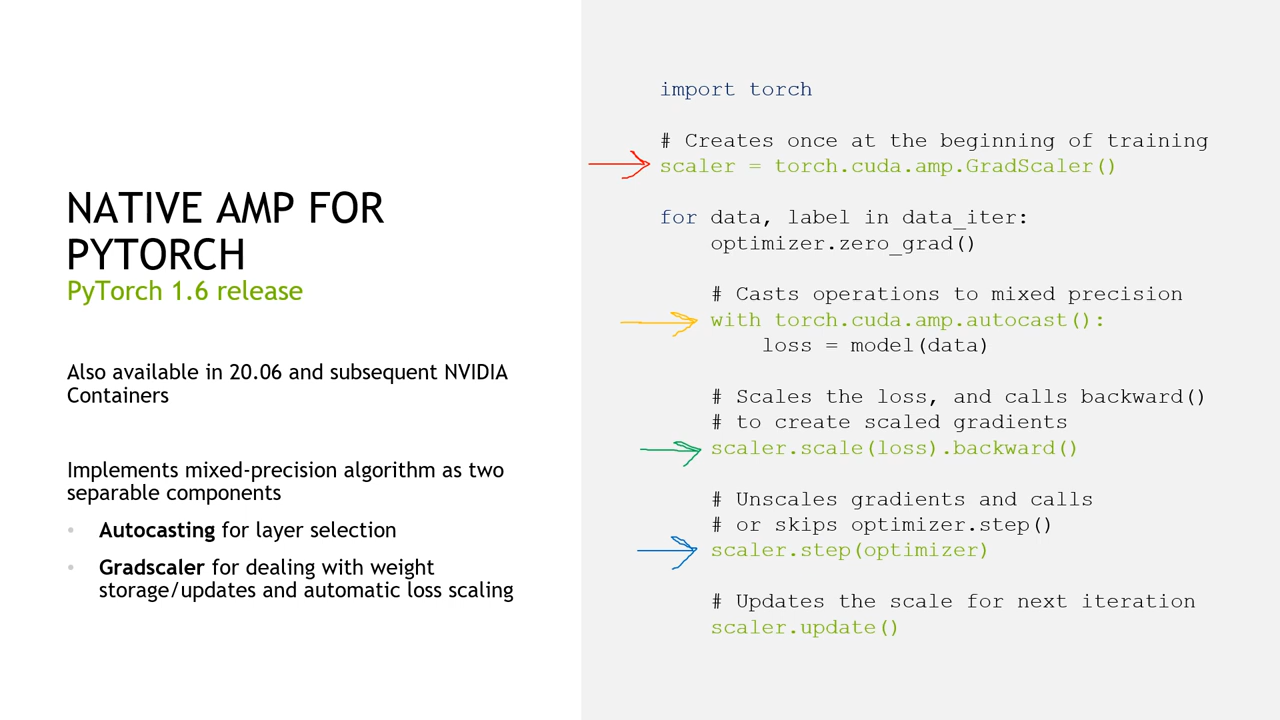 NATIVE AMP FOR
PYTORCH
PyTorch 1.6 release
Also available in 20.06 and subsequent NVIDIA
Containers
Implements mixed-precision algorithm as two
separable components
• Autocasting for layer selection
• Gradscaler for dealing with weight
storage/updates and automatic loss scaling
import torch
# Creates once at the beginning of training
scaler = torch.cuda.amp.GradScaler()
for data, label in data_iter:
    optimizer.zero_grad()
    # Casts operations to mixed precision
    with torch.cuda.amp.autocast():
        loss = model(data)
    # Scales the loss, and calls backward()
    # to create scaled gradients
    scaler.scale(loss).backward()
    # Unscales gradients and calls
    # or skips optimizer.step()
    scaler.step(optimizer)
    # Updates the scale for next iteration
    scaler.update()